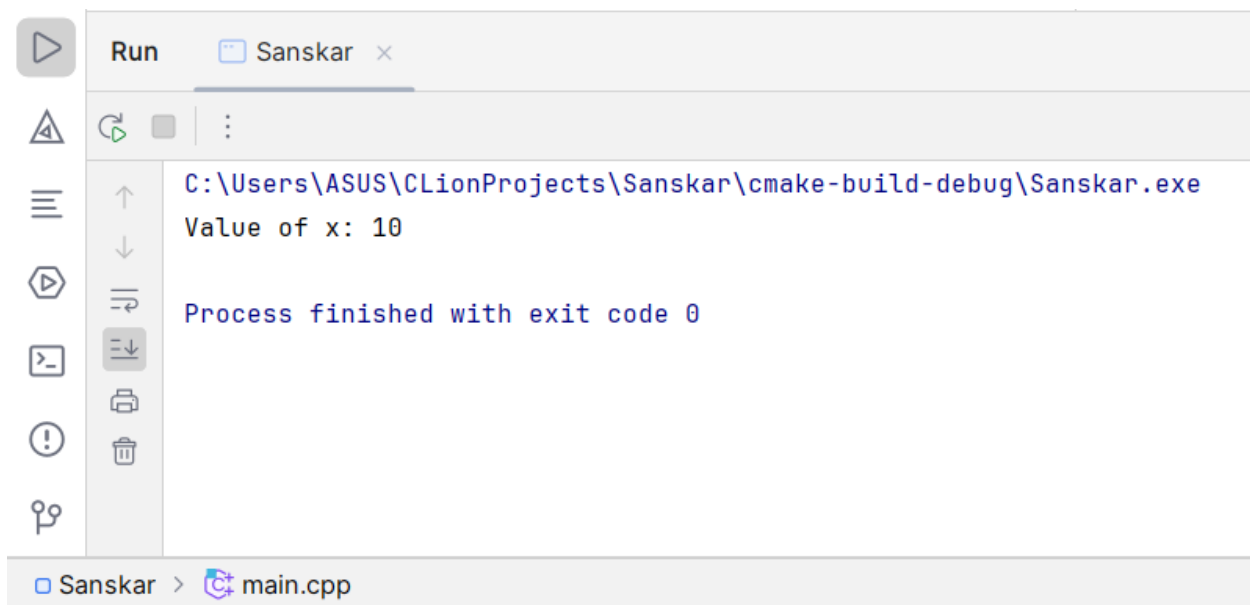 Run Sanskar
C:\Users\ASUS\CLionProjects\Sanskar\cmake-build-debug\Sanskar.exe
Value of x: 10
Process finished with exit code 0
Sanskar > main.cpp